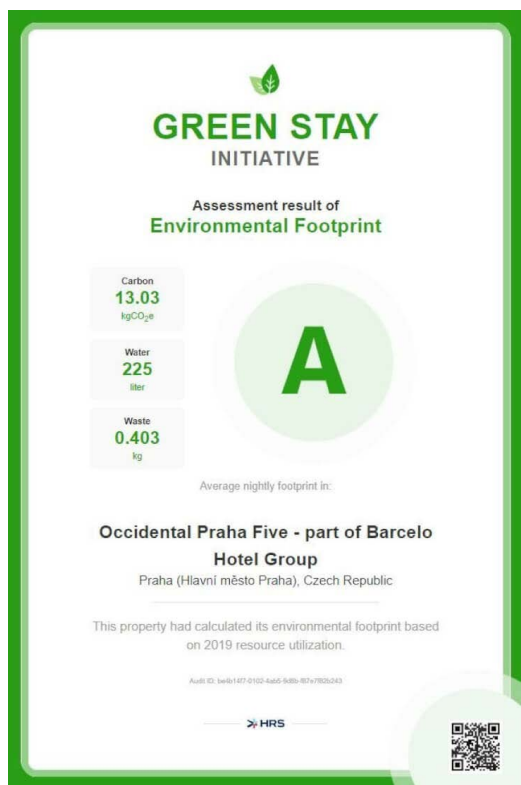 GREEN STAY
INITIATIVE
Assessment result of
Environmental Footprint
Carbon
13.03
kgCO₂e
Water
225
liter
Waste
0.403
kg
A
Average nightly footprint in:
Occidental Praha Five - part of Barcelo
Hotel Group
Praha (Hlavní město Praha), Czech Republic
This property had calculated its environmental footprint based
on 2019 resource utilization.
Audit ID:
HRS